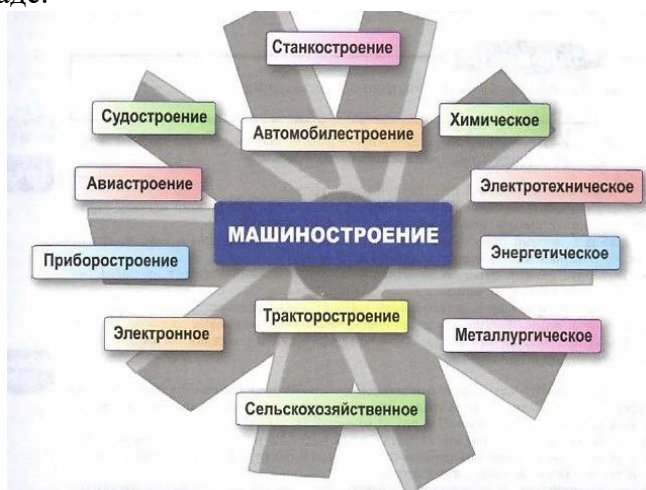 Станкостроение
Судостроение
Автомобилестроение
Химическое
Авиастроение
Электротехническое
МАШИНОСТРОЕНИЕ
Приборостроение
Энергетическое
Электронное
Тракторостроение
Металлургическое
Сельскохозяйственное